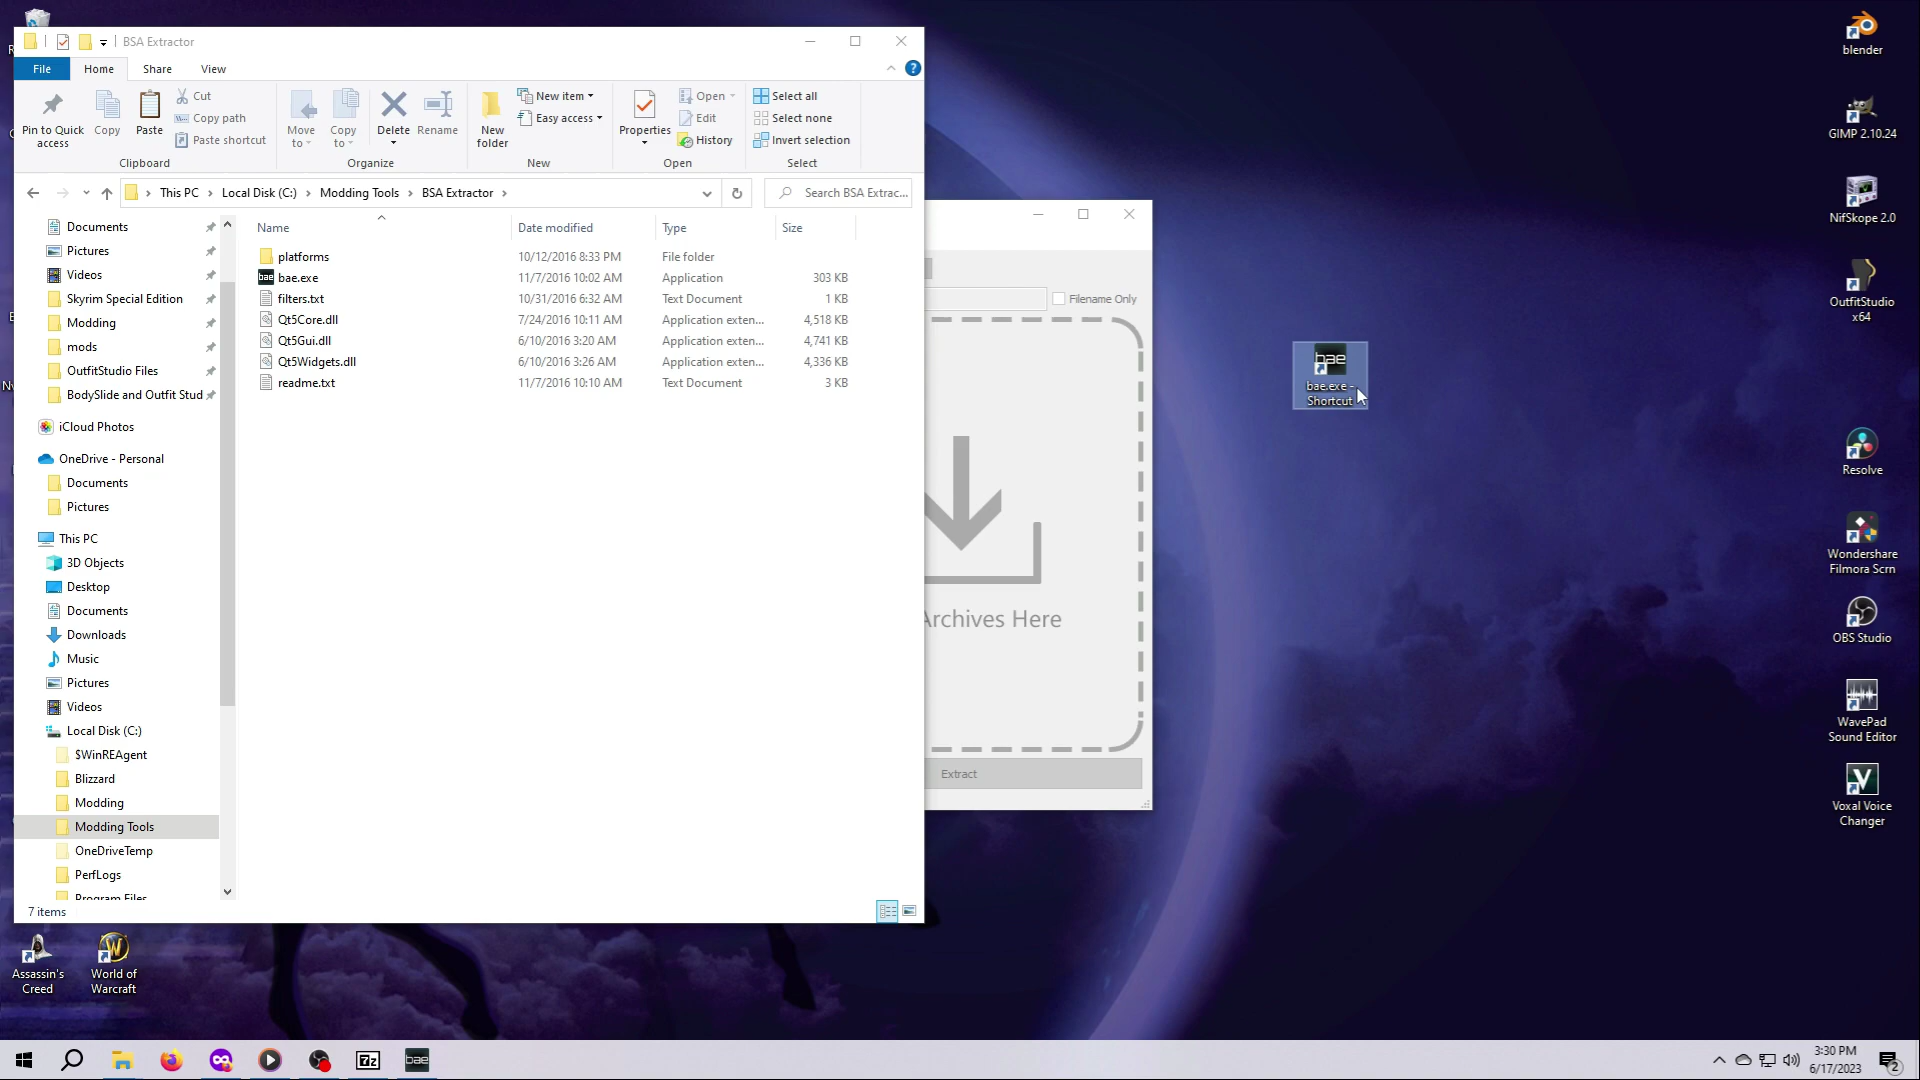 BSA Extractor
File
Home
Share
View
Pin to Quick access
Copy
Paste
Cut
Copy path
Paste shortcut
Clipboard
Move to
Copy to
Delete
Rename
Organize
New folder
New item
Easy access
New
Properties
Open
Edit
History
Open
Select all
Select none
Invert selection
Select
This PC
Local Disk (C:)
Modding Tools
BSA Extractor
Search BSA Extrac...
Name
Date modified
Type
Size
platforms
10/12/2016 8:33 PM
File folder
bae.exe
11/7/2016 10:02 AM
Application
303 KB
filters.txt
10/31/2016 6:32 AM
Text Document
1 KB
Qt5Core.dll
7/24/2016 10:11 AM
Application exten...
4,518 KB
Qt5Gui.dll
6/10/2016 3:20 AM
Application exten...
4,741 KB
Qt5Widgets.dll
6/10/2016 3:26 AM
Application exten...
4,336 KB
readme.txt
11/7/2016 10:10 AM
Text Document
3 KB
Documents
Pictures
Videos
Skyrim Special Edition
Modding
mods
OutfitStudio Files
BodySlide and Outfit Stud
iCloud Photos
OneDrive - Personal
Documents
Pictures
This PC
3D Objects
Desktop
Documents
Downloads
Music
Pictures
Videos
Local Disk (C:)
$WinREAgent
Blizzard
Modding
Modding Tools
OneDriveTemp
PerfLogs
Program Files
7 items
Filename Only
Archives Here
Extract
bae
bae.exe -
Shortcut
blender
GIMP 2.10.24
NifSkope 2.0
OutfitStudio
x64
Resolve
Wondershare
Filmora Scrn
OBS Studio
WavePad
Sound Editor
Voxal Voice
Changer
Assassin's
Creed
World of
Warcraft
7z
bae
3:30 PM
6/17/2023
2